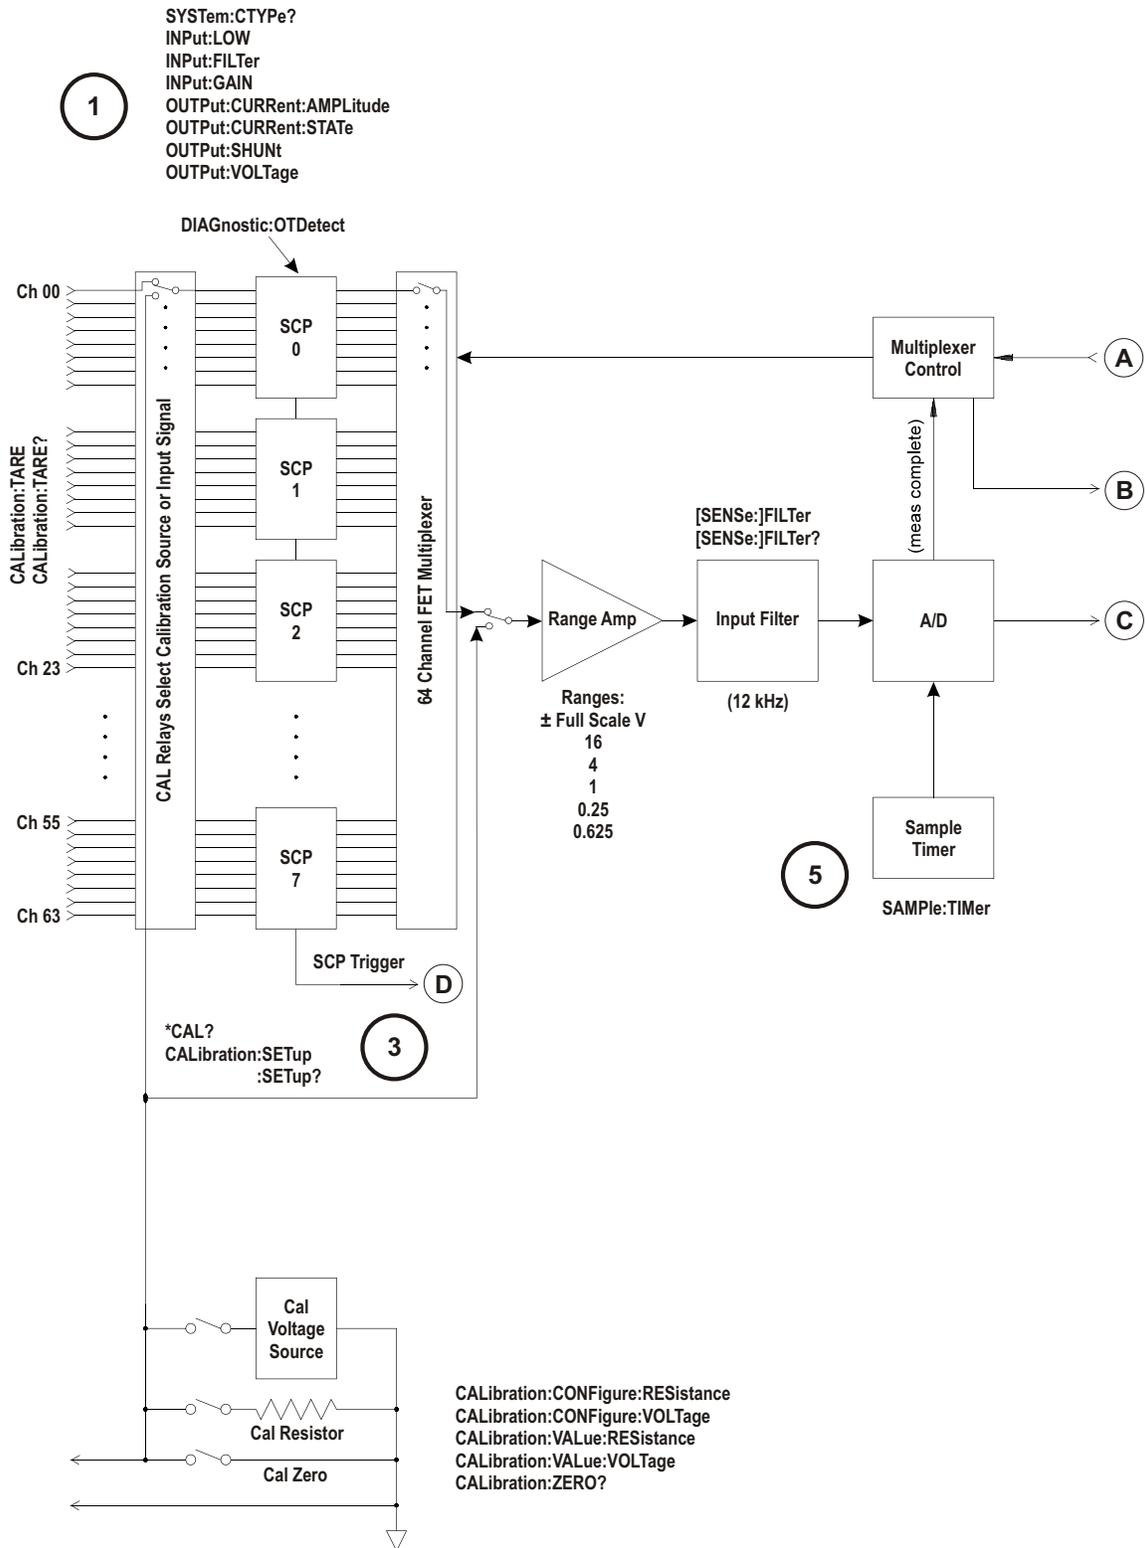 SYSTem:CTYPe?
INPut:LOW
INPut:FILTer
INPut:GAIN
OUTPut:CURRent:AMPLitude
OUTPut:CURRent:STATe
OUTPut:SHUNt
OUTPut:VOLTage
1
DIAGnostic:OTDetect
Ch 00
SCP
0
Multiplexer
Control
A
CALibration:TARE
CALibration:TARE?
CAL Relays Select Calibration Source or Input Signal
SCP
1
64 Channel FET Multiplexer
(meas complete)
B
[SENSe:]FILTer
[SENSe:]FILTer?
SCP
2
Range Amp
Input Filter
A/D
C
Ch 23
Ranges:
± Full Scale V
16
4
1
0.25
0.625
(12 kHz)
Ch 55
SCP
7
Sample
Timer
5
SAMPle:TIMer
Ch 63
SCP Trigger
D
*CAL?
CALibration:SETup
:SETup?
3
Cal
Voltage
Source
Cal Resistor
Cal Zero
CALibration:CONFigure:RESistance
CALibration:CONFigure:VOLTage
CALibration:VALue:RESistance
CALibration:VALue:VOLTage
CALibration:ZERO?